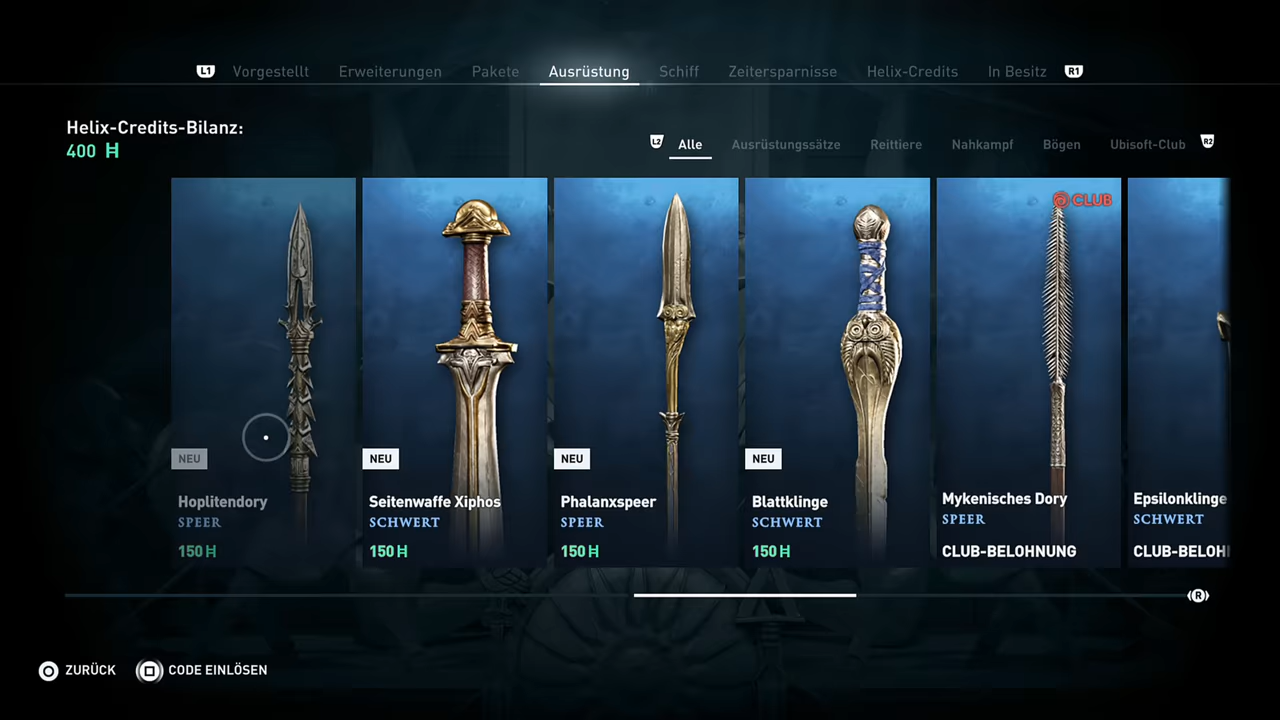 L1 Vorgestellt Erweiterungen Pakete Ausrüstung Schiff Zeitersparnisse Helix-Credits In Besitz R1
Helix-Credits-Bilanz:
400
L2 Alle Ausrüstungssätze Reittiere Nahkampf Bögen Ubisoft-Club R2
CLUB
NEU
Hoplitendory
SPEER
150
NEU
Seitenwaffe Xiphos
SCHWERT
150
NEU
Phalanxspeer
SPEER
150
NEU
Blattklinge
SCHWERT
150
Mykenisches Dory
SPEER
CLUB-BELOHNUNG
Epsilonklinge
SCHWERT
CLUB-BELOH
R
ZURÜCK CODE EINLÖSEN